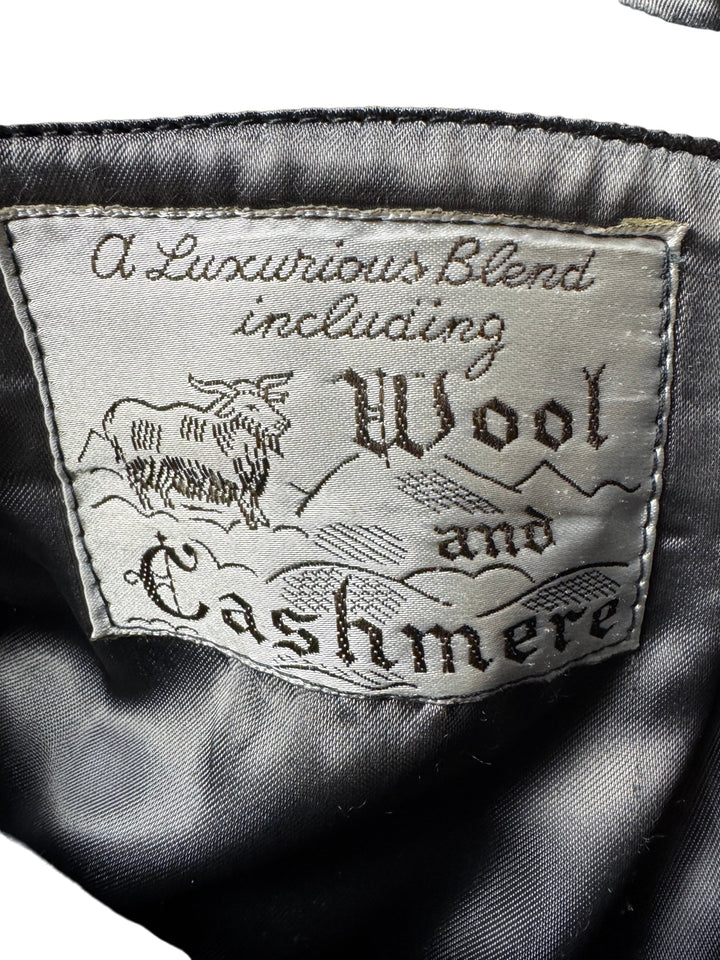 a Luxurious Blend
including
Wool
and
Cashmere